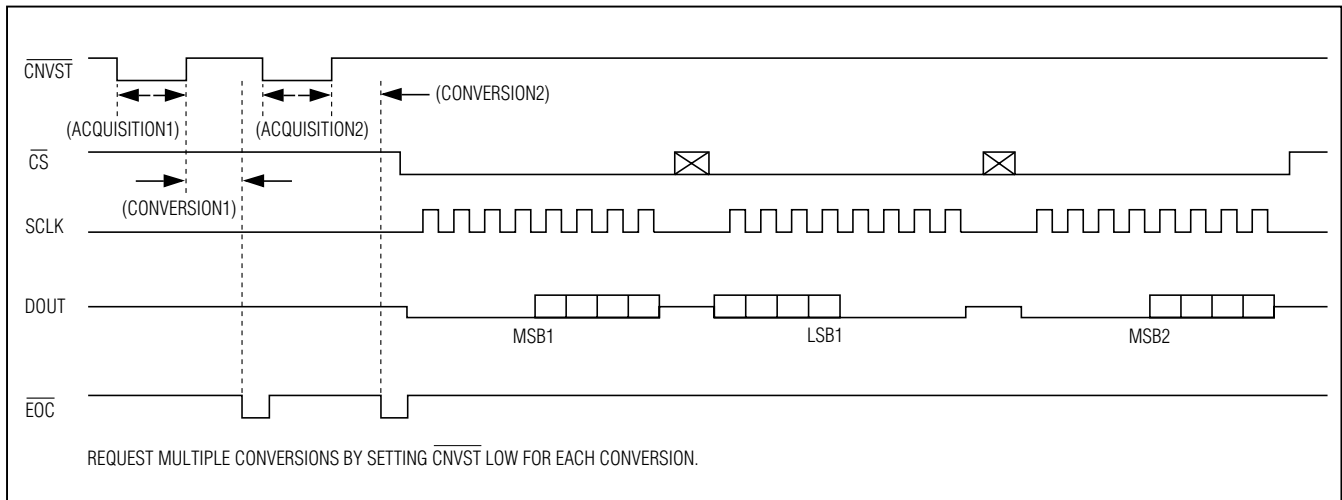 CNVST
(CONVERSION2)
(ACQUISITION1)
(ACQUISITION2)
CS
(CONVERSION1)
SCLK
DOUT
MSB1
LSB1
MSB2
EOC
REQUEST MULTIPLE CONVERSIONS BY SETTING CNVST LOW FOR EACH CONVERSION.